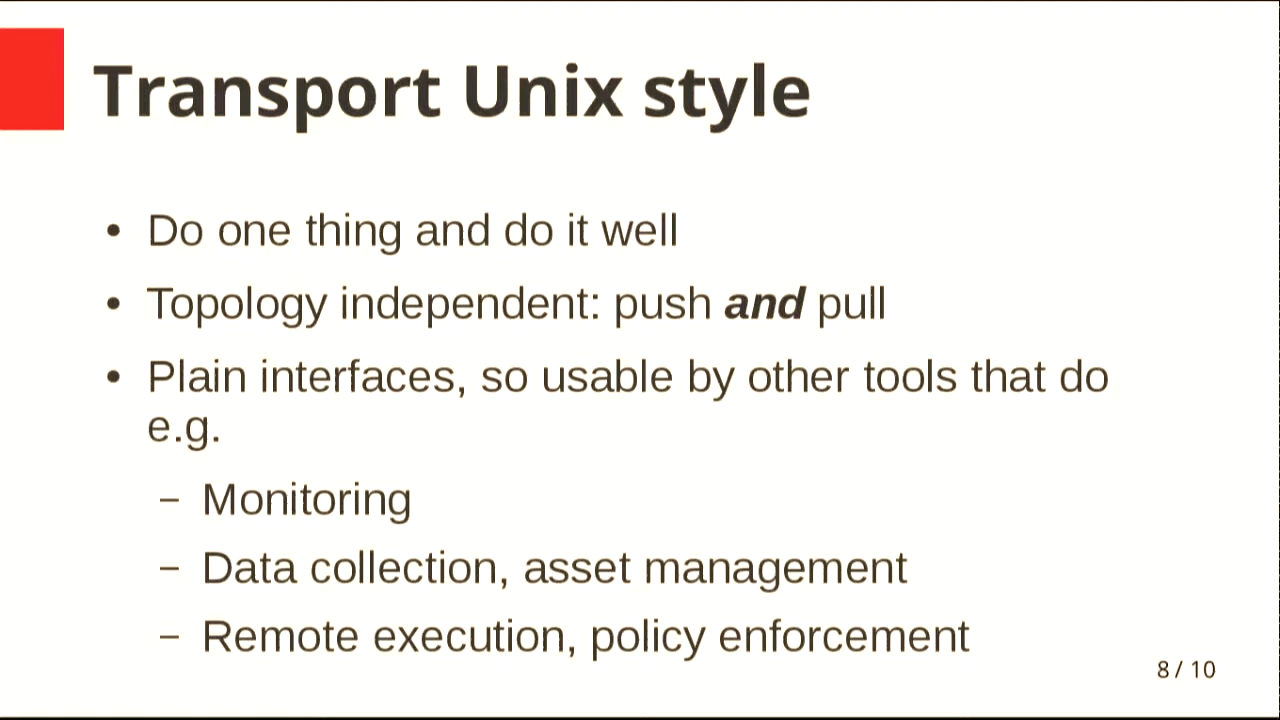 Transport Unix style
• Do one thing and do it well
• Topology independent: push and pull
• Plain interfaces, so usable by other tools that do
e.g.
– Monitoring
– Data collection, asset management
– Remote execution, policy enforcement
8 / 10